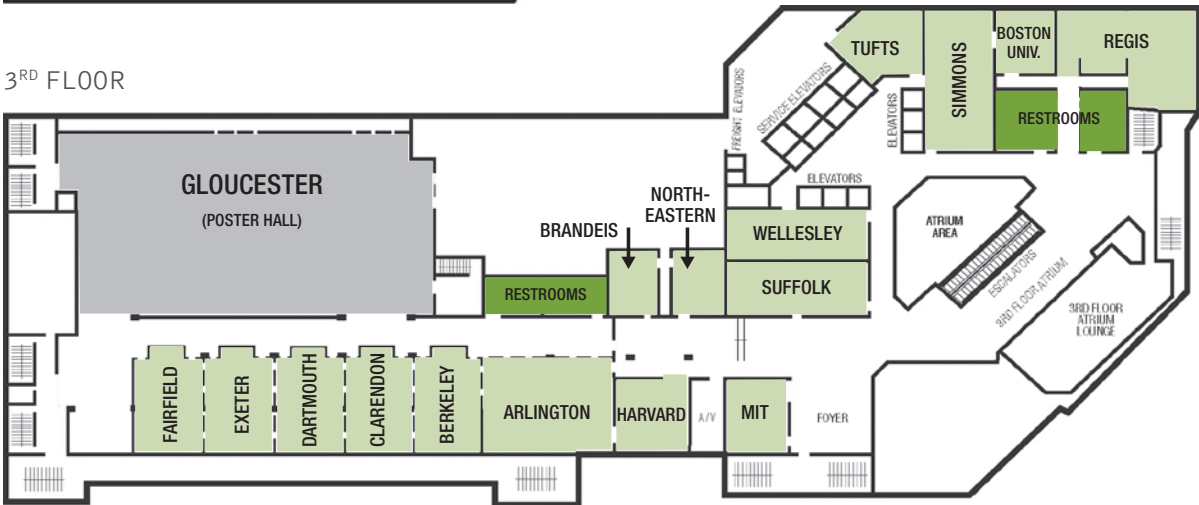 3RD FLOOR
GLOUCESTER
(POSTER HALL)
RESTROOMS
BRANDEIS
NORTH-
EASTERN
WELLESLEY
SUFFOLK
FREIGHT ELEVATORS
SERVICE ELEVATORS
TUFTS
SIMMONS
BOSTON
UNIV.
REGIS
RESTROOMS
ELEVATORS
ELEVATORS
ATRIUM
AREA
ESCALATORS
3RD FLOOR ATRIUM
3RD FLOOR
ATRIUM
LOUNGE
FAIRFIELD
EXETER
DARTMOUTH
CLARENDON
BERKELEY
ARLINGTON
HARVARD
A/V
MIT
FOYER